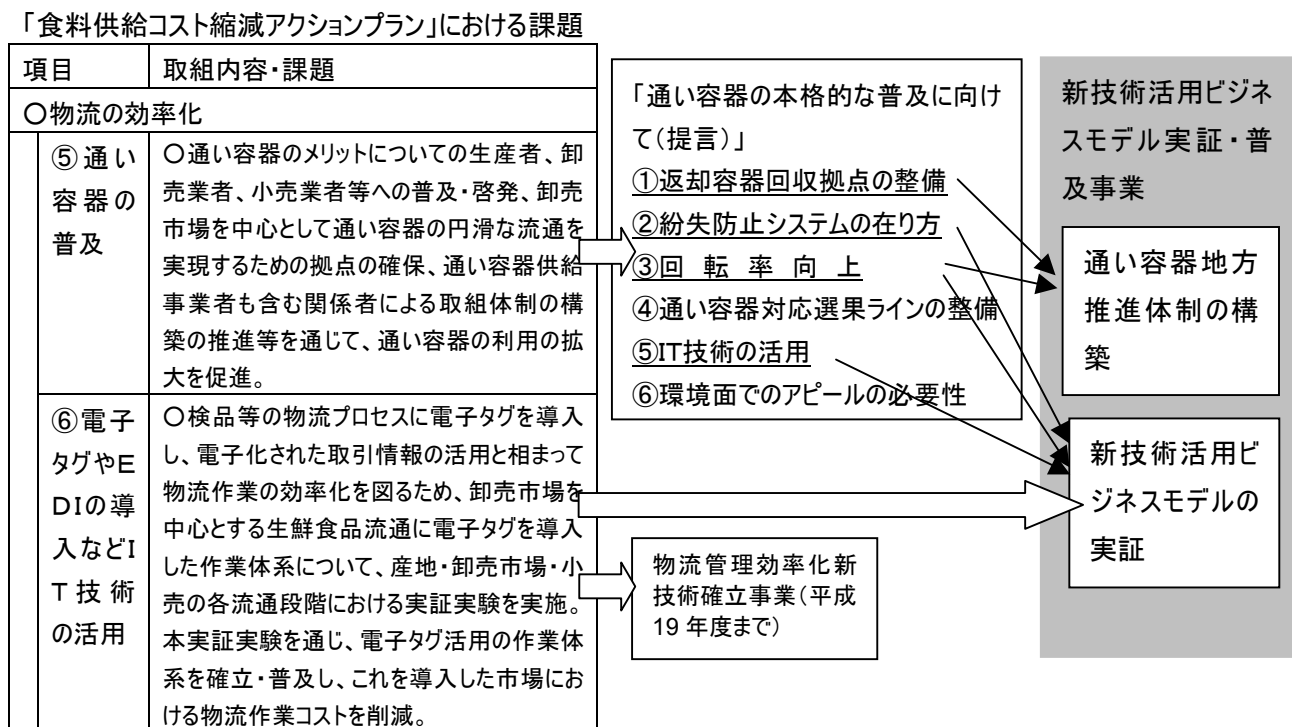 「食料供給コスト縮減アクションプラン」における課題
項目
取組内容・課題
○物流の効率化
⑤通い
容器の
普及
○通い容器のメリットについての生産者、卸
売業者、小売業者等への普及・啓発、卸売
市場を中心として通い容器の円滑な流通を
実現するための拠点の確保、通い容器供給
事業者も含む関係者による取組体制の構
築の推進等を通じて、通い容器の利用の拡
大を促進。
⑥電子
タグやE
DIの導
入などI
T技術
の活用
○検品等の物流プロセスに電子タグを導入
し、電子化された取引情報の活用と相まって
物流作業の効率化を図るため、卸売市場を
中心とする生鮮食品流通に電子タグを導入
した作業体系について、産地・卸売市場・小
売の各流通段階における実証実験を実施。
本実証実験を通じ、電子タグ活用の作業体
系を確立・普及し、これを導入した市場にお
ける物流作業コストを削減。
「通い容器の本格的な普及に向け
て(提言)」
①返却容器回収拠点の整備
②紛失防止システムの在り方
③回転率向上
④通い容器対応選果ラインの整備
⑤IT技術の活用
⑥環境面でのアピールの必要性
物流管理効率化新
技術確立事業(平成
19年度まで)
新技術活用ビジネ
スモデル実証・普
及事業
通い容器地方
推進体制の構
築
新技術活用ビ
ジネスモデルの
実証